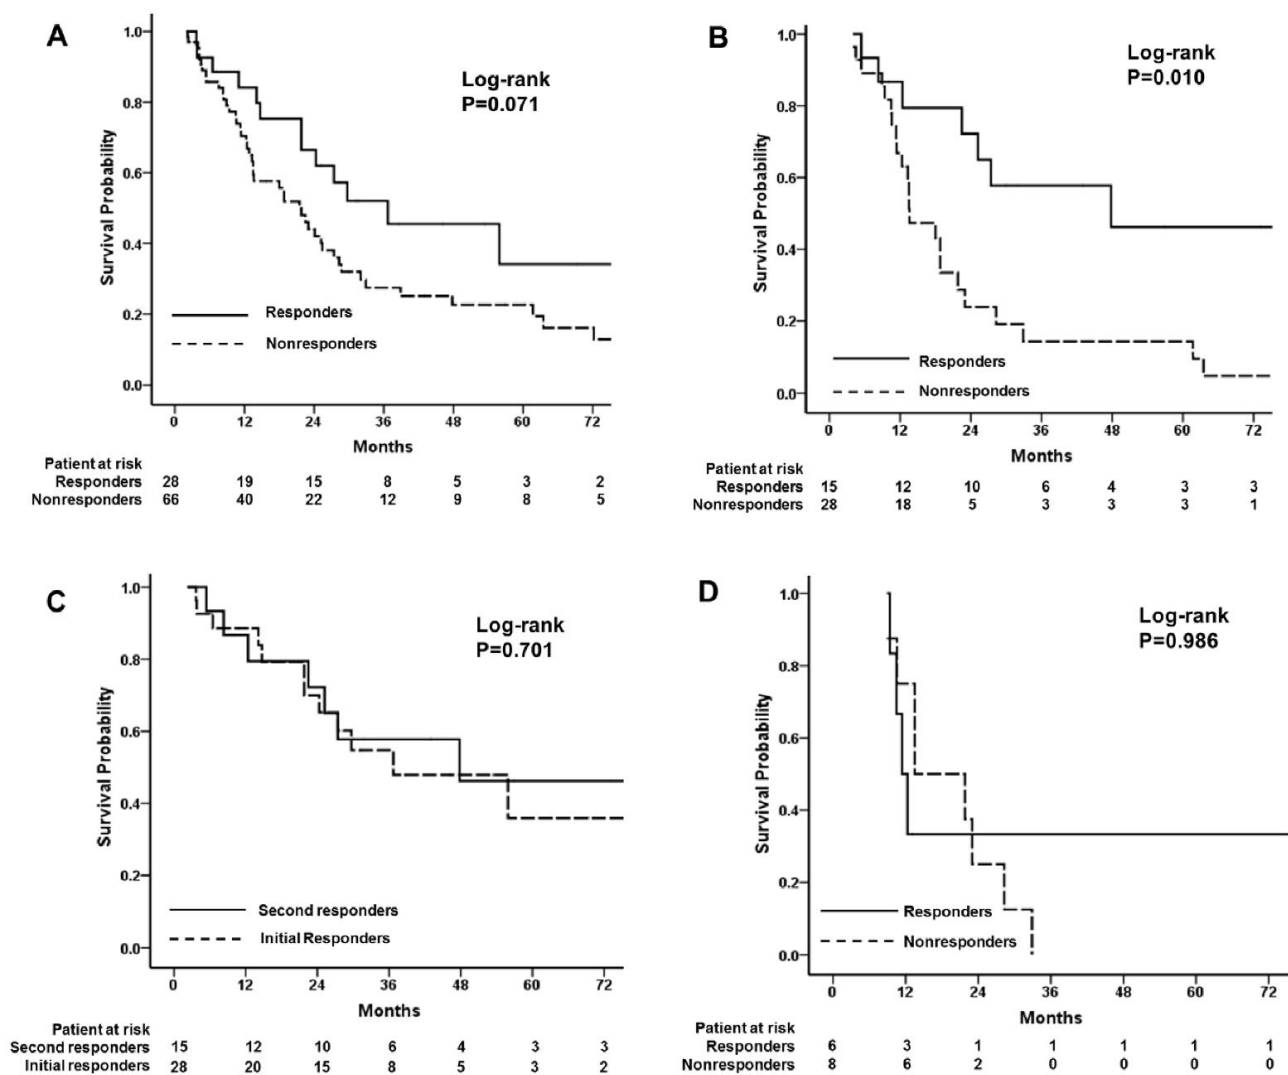 A
Log-rank
P=0.071
Survival Probability
1.0
0.8
0.6
0.4
0.2
0.0
Responders
Nonresponders
0 12 24 36 48 60 72
Months
Patient at risk
Responders 28 19 15 8 5 3 2
Nonresponders 66 40 22 12 9 8 5
B
Log-rank
P=0.010
Survival Probability
1.0
0.8
0.6
0.4
0.2
0.0
Responders
Nonresponders
0 12 24 36 48 60 72
Months
Patient at risk
Responders 15 12 10 6 4 3 3
Nonresponders 28 18 5 3 3 3 1
C
Log-rank
P=0.701
Survival Probability
1.0
0.8
0.6
0.4
0.2
0.0
Second responders
Initial Responders
0 12 24 36 48 60 72
Months
Patient at risk
Second responders 15 12 10 6 4 3 3
Initial responders 28 20 15 8 5 3 2
D
Log-rank
P=0.986
Survival Probability
1.0
0.8
0.6
0.4
0.2
0.0
Responders
Nonresponders
0 12 24 36 48 60 72
Months
Patient at risk
Responders 6 3 1 1 1 1 1
Nonresponders 8 6 2 0 0 0 0